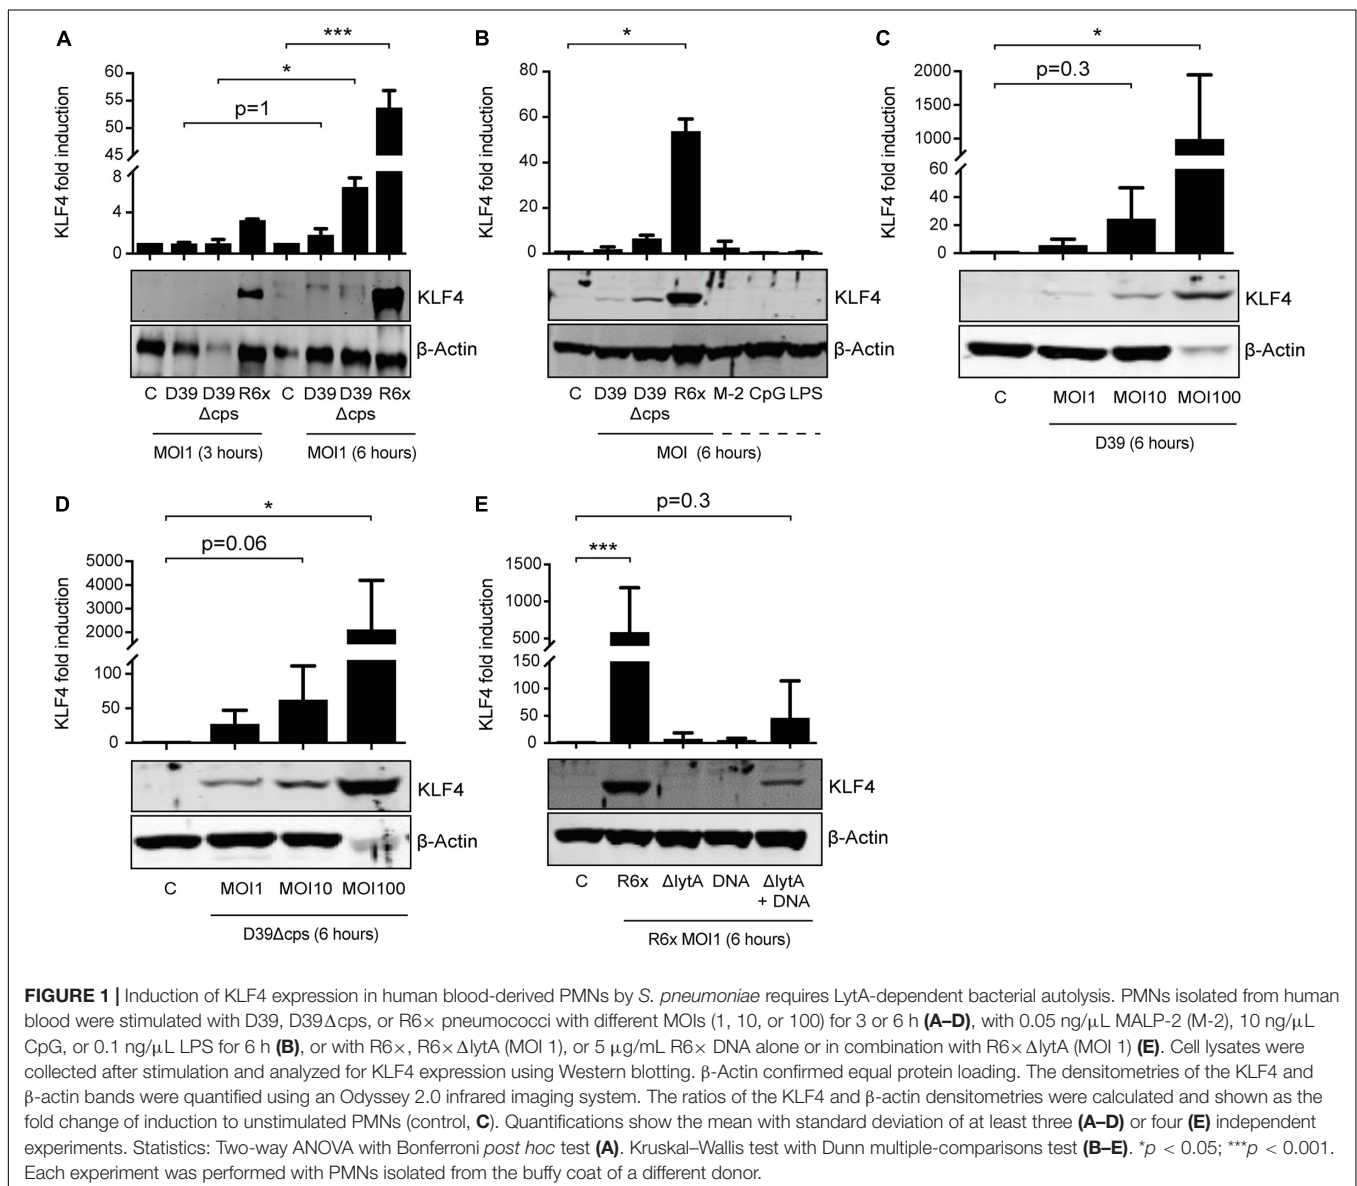 A
***
*
p=1
KLF4 fold induction
60
55
50
45
8
4
0
KLF4
β-Actin
C D39 D39 R6x C D39 D39 R6x
Δcps Δcps
MOI1 (3 hours) MOI1 (6 hours)
B
*
KLF4 fold induction
80
60
40
20
0
KLF4
β-Actin
C D39 D39 R6x M-2 CpG LPS
Δcps
MOI (6 hours)
C
*
p=0.3
KLF4 fold induction
2000
1500
1000
60
40
20
0
KLF4
β-Actin
C MOI1 MOI10 MOI100
D39 (6 hours)
D
*
p=0.06
KLF4 fold induction
5000
4000
3000
2000
100
50
0
KLF4
β-Actin
C MOI1 MOI10 MOI100
D39Δcps (6 hours)
E
p=0.3
***
KLF4 fold induction
1500
1000
500
150
100
50
0
KLF4
β-Actin
C R6x ΔlytA DNA ΔlytA
+ DNA
R6x MOI1 (6 hours)
FIGURE 1 | Induction of KLF4 expression in human blood-derived PMNs by S. pneumoniae requires LytA-dependent bacterial autolysis. PMNs isolated from human
blood were stimulated with D39, D39Δcps, or R6× pneumococci with different MOIs (1, 10, or 100) for 3 or 6 h (A–D), with 0.05 ng/μL MALP-2 (M-2), 10 ng/μL
CpG, or 0.1 ng/μL LPS for 6 h (B), or with R6×, R6×ΔlytA (MOI 1), or 5 μg/mL R6× DNA alone or in combination with R6×ΔlytA (MOI 1) (E). Cell lysates were
collected after stimulation and analyzed for KLF4 expression using Western blotting. β-Actin confirmed equal protein loading. The densitometries of the KLF4 and
β-actin bands were quantified using an Odyssey 2.0 infrared imaging system. The ratios of the KLF4 and β-actin densitometries were calculated and shown as the
fold change of induction to unstimulated PMNs (control, C). Quantifications show the mean with standard deviation of at least three (A–D) or four (E) independent
experiments. Statistics: Two-way ANOVA with Bonferroni post hoc test (A). Kruskal–Wallis test with Dunn multiple-comparisons test (B–E). *p < 0.05; ***p < 0.001.
Each experiment was performed with PMNs isolated from the buffy coat of a different donor.